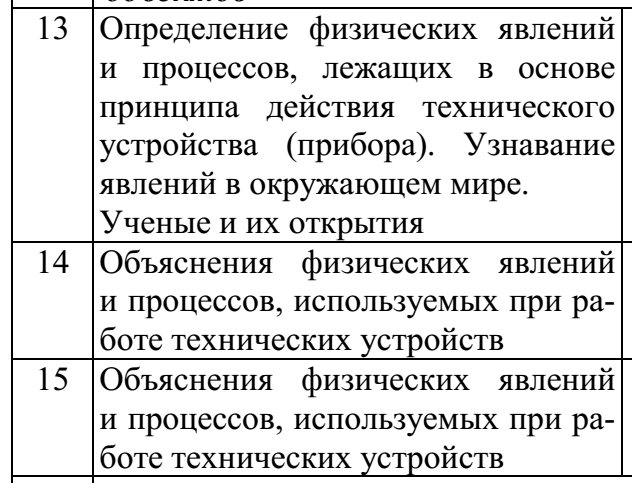 13 Определение физических явлений
и процессов, лежащих в основе
принципа действия технического
устройства (прибора). Узнавание
явлений в окружающем мире.
Ученые и их открытия
14 Объяснения физических явлений
и процессов, используемых при ра-
боте технических устройств
15 Объяснения физических явлений
и процессов, используемых при ра-
боте технических устройств